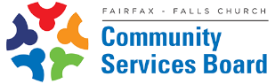 FAIRFAX - FALLS CHURCH
Community
Services Board